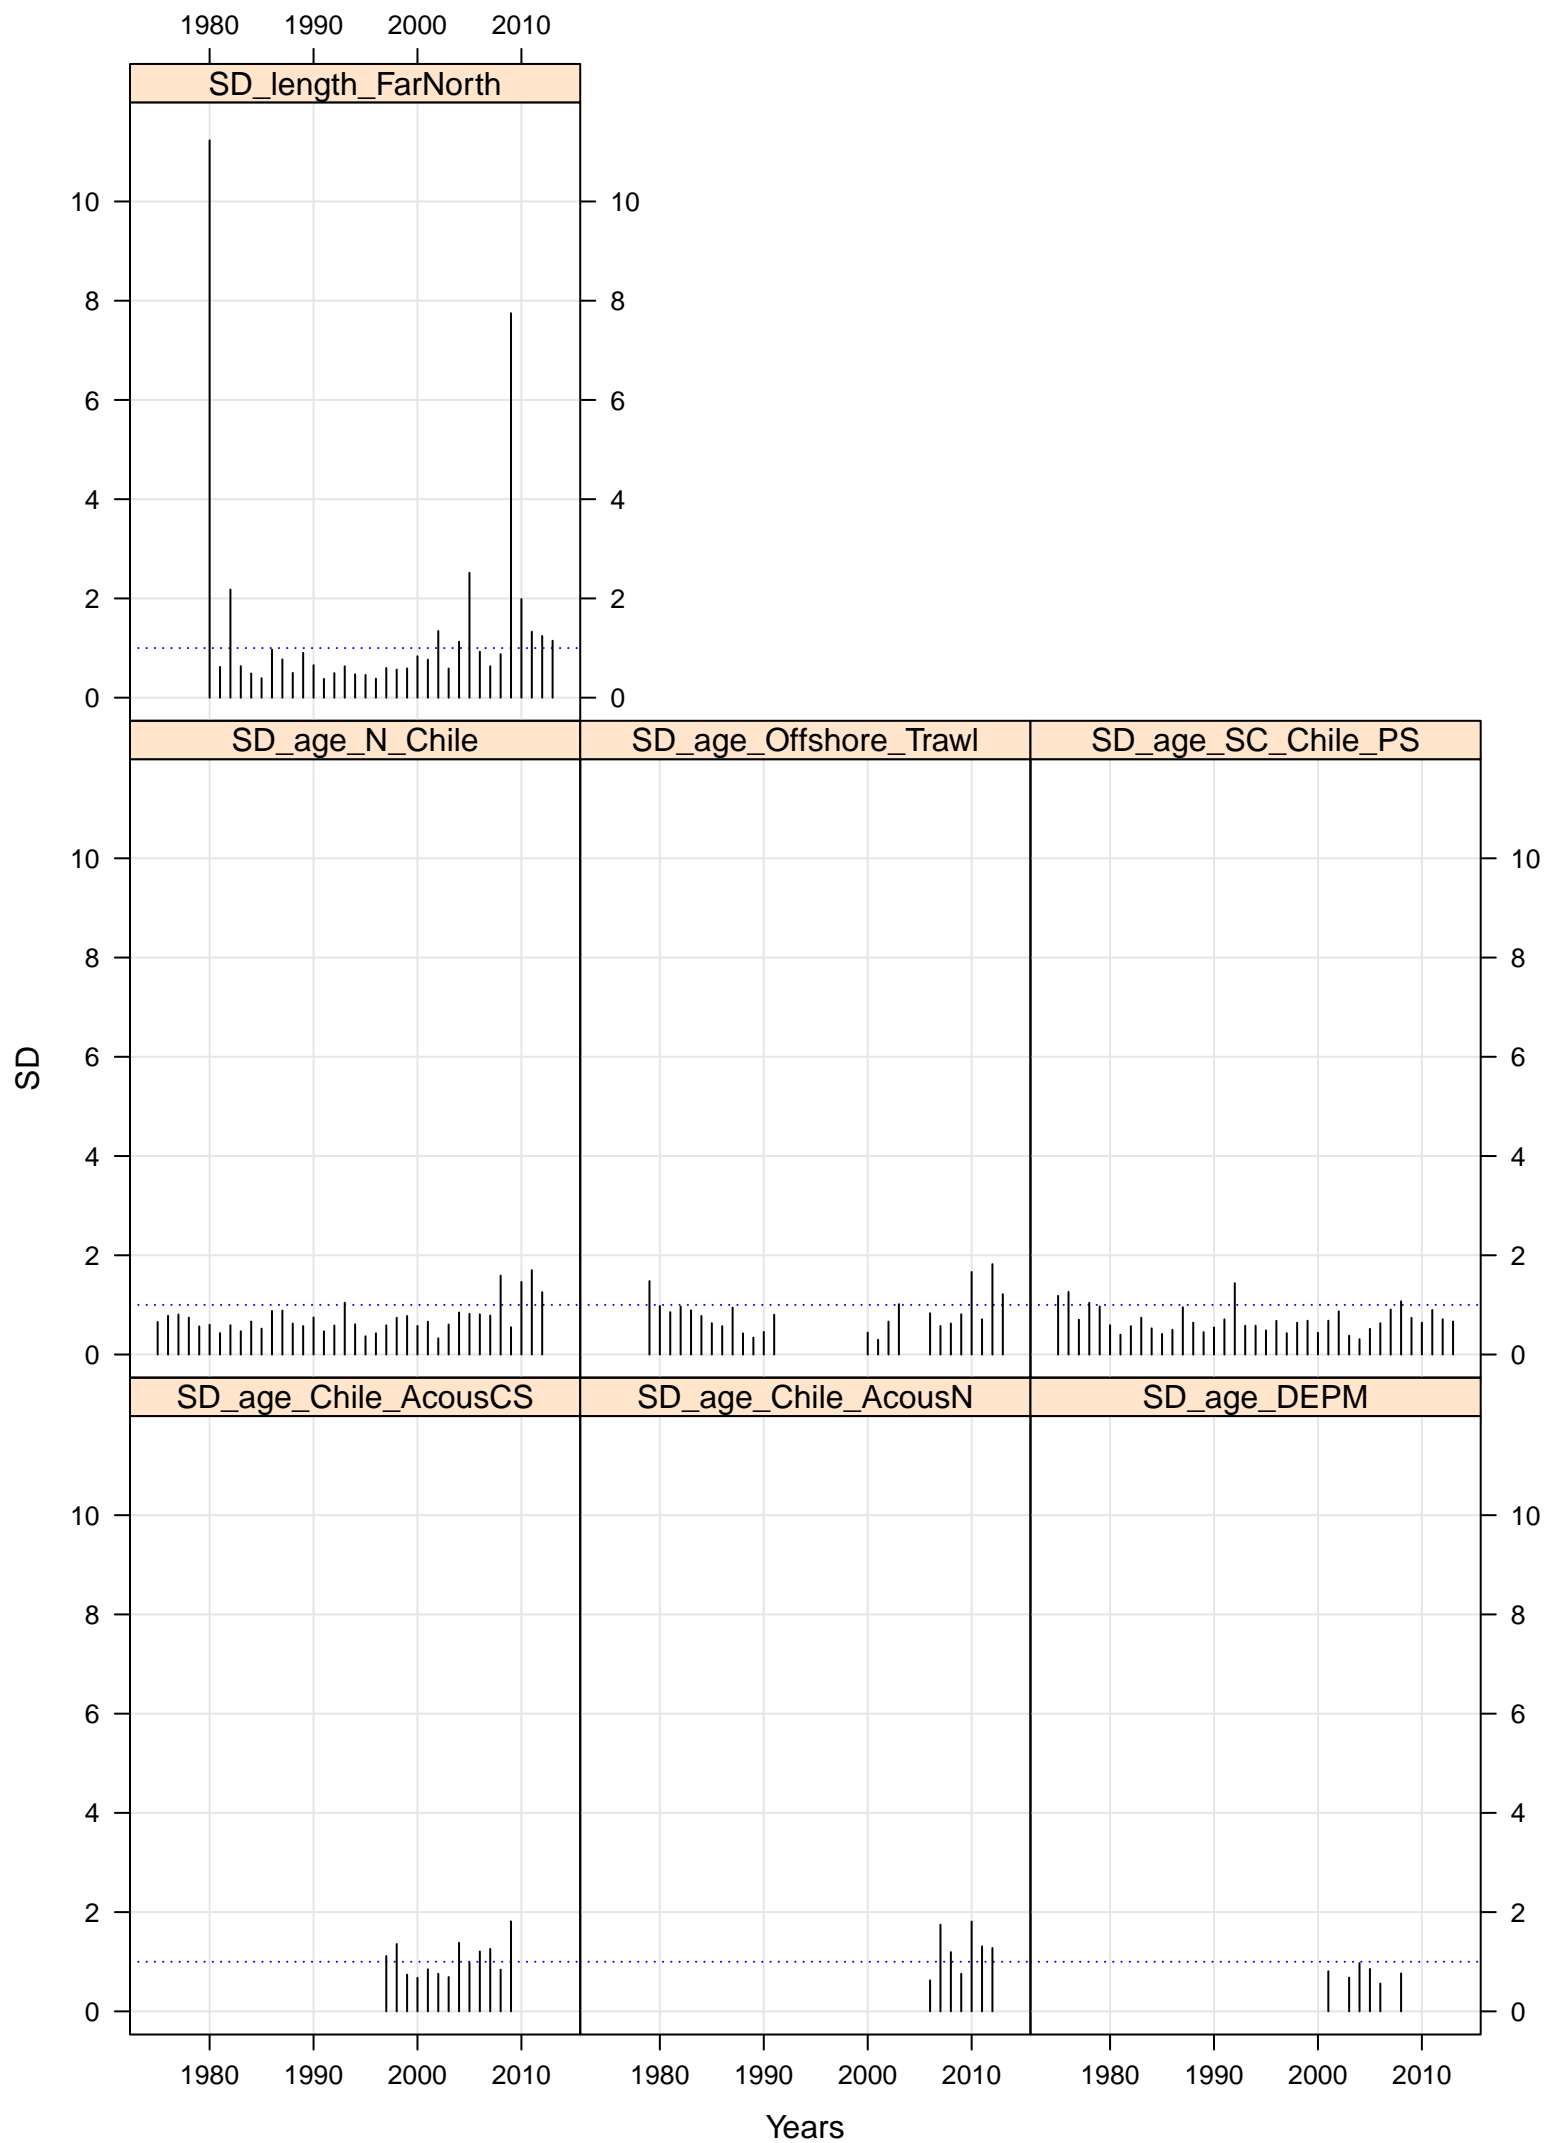 1980 1990 2000 2010
SD_length_FarNorth
10 10
8 8
6 6
4 4
2 2
0 0
SD_age_N_Chile SD_age_Offshore_Trawl SD_age_SC_Chile_PS
10 10
8 8
6 6
SD
4 4
2 2
0 0
SD_age_Chile_AcousCS SD_age_Chile_AcousN SD_age_DEPM
10 10
8 8
6 6
4 4
2 2
0 0
1980 1990 2000 2010 1980 1990 2000 2010 1980 1990 2000 2010
Years